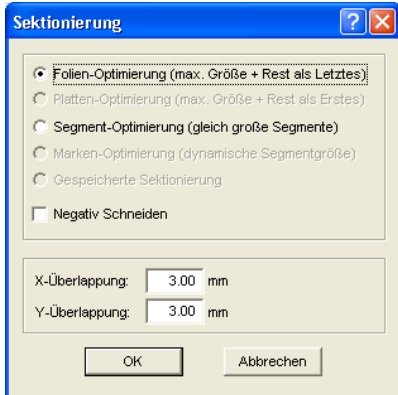 Sektionierung
Folien-Optimierung (max. Größe + Rest als Letztes)
Platten-Optimierung (max. Größe + Rest als Erstes)
Segment-Optimierung (gleich große Segmente)
Marken-Optimierung (dynamische Segmentgröße)
Gespeicherte Sektionierung
Negativ Schneiden
X-Überlappung: 3.00 mm
Y-Überlappung: 3.00 mm
OK Abbrechen